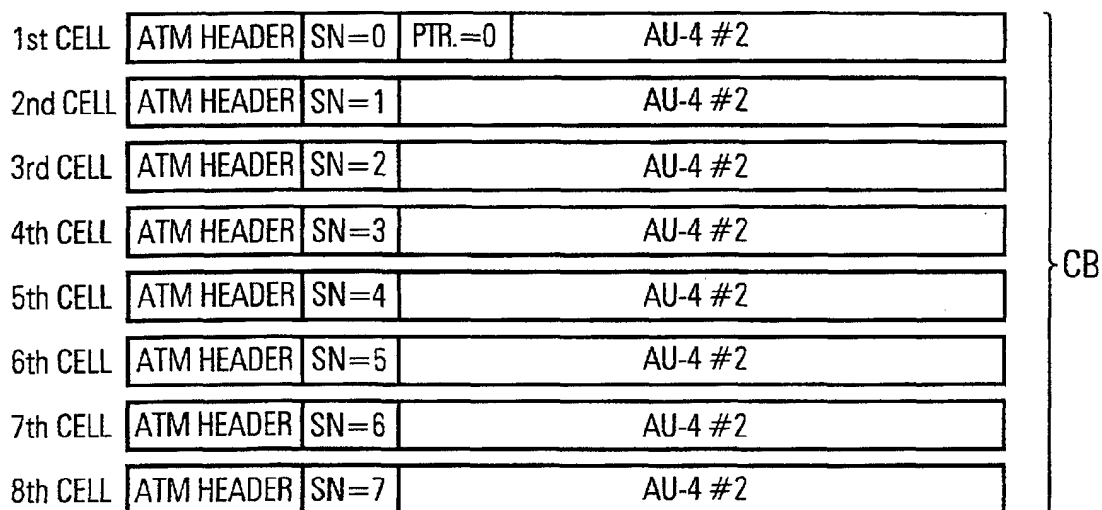 1st CELL ATM HEADER SN=0 PTR.=0 AU-4 #2
2nd CELL ATM HEADER SN=1 AU-4 #2
3rd CELL ATM HEADER SN=2 AU-4 #2
4th CELL ATM HEADER SN=3 AU-4 #2
5th CELL ATM HEADER SN=4 AU-4 #2
6th CELL ATM HEADER SN=5 AU-4 #2
7th CELL ATM HEADER SN=6 AU-4 #2
8th CELL ATM HEADER SN=7 AU-4 #2
CB